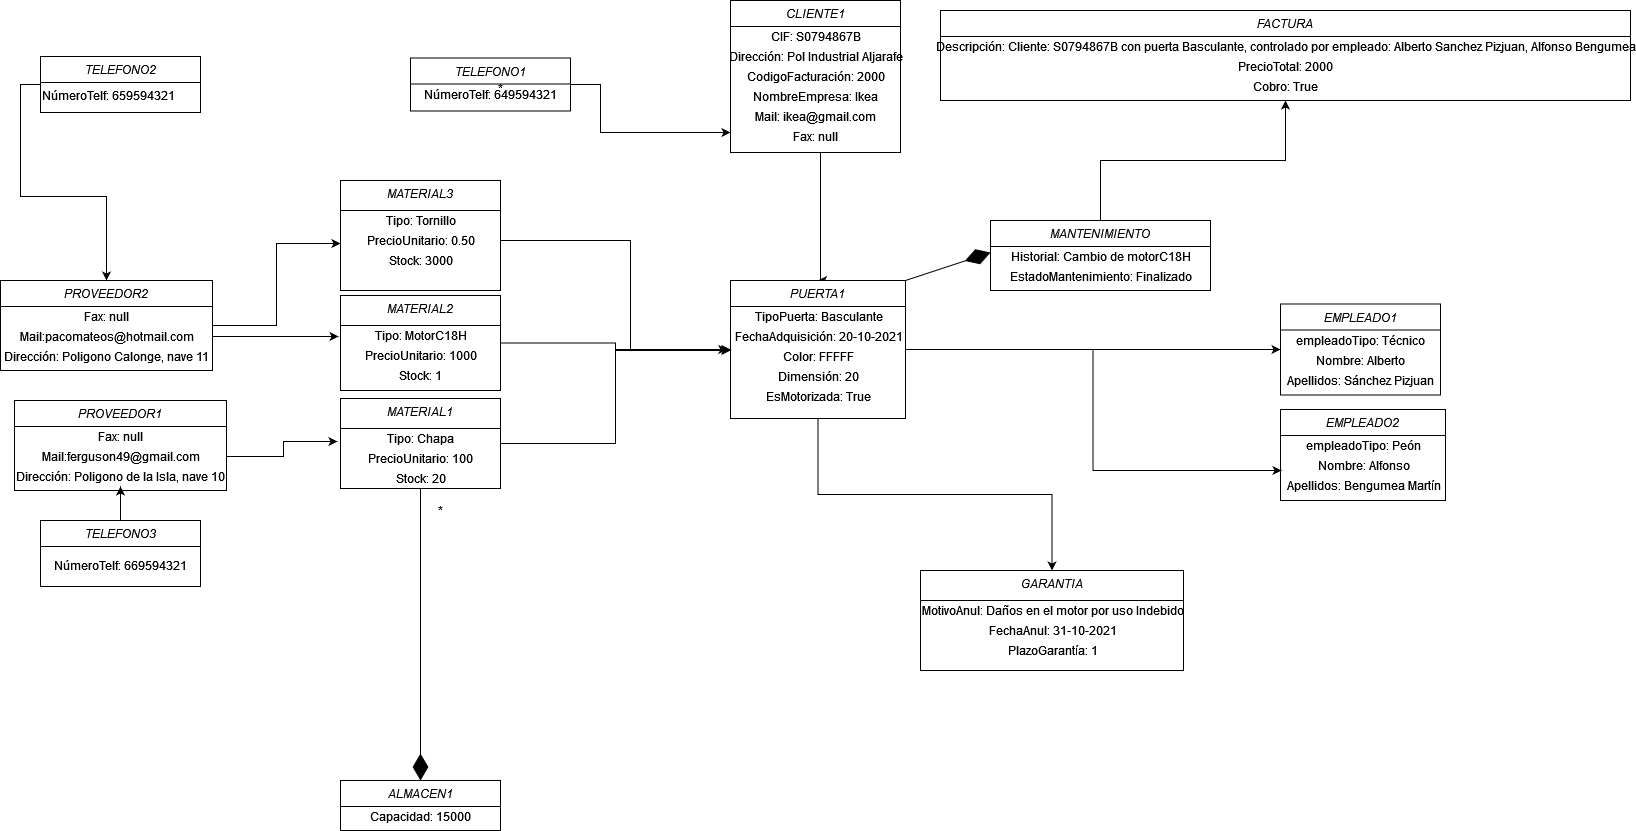 TELEFONO2
NúmeroTelf: 659594321
TELEFONO1
*
NúmeroTelf: 649594321
CLIENTE1
CIF: S0794867B
Dirección: Pol Industrial Aljarafe
CodigoFacturación: 2000
NombreEmpresa: Ikea
Mail: ikea@gmail.com
Fax: null
FACTURA
Descripción: Cliente: S0794867B con puerta Basculante, controlado por empleado: Alberto Sanchez Pizjuan, Alfonso Bengumea
PrecioTotal: 2000
Cobro: True
MATERIAL3
Tipo: Tornillo
PrecioUnitario: 0.50
Stock: 3000
MANTENIMIENTO
Historial: Cambio de motorC18H
EstadoMantenimiento: Finalizado
PROVEEDOR2
Fax: null
Mail:pacomateos@hotmail.com
Dirección: Poligono Calonge, nave 11
MATERIAL2
Tipo: MotorC18H
PrecioUnitario: 1000
Stock: 1
PUERTA1
TipoPuerta: Basculante
FechaAdquisición: 20-10-2021
Color: FFFFF
Dimensión: 20
EsMotorizada: True
EMPLEADO1
empleadoTipo: Técnico
Nombre: Alberto
Apellidos: Sánchez Pizjuan
PROVEEDOR1
Fax: null
Mail:ferguson49@gmail.com
Dirección: Poligono de la Isla, nave 10
MATERIAL1
Tipo: Chapa
PrecioUnitario: 100
Stock: 20
*
EMPLEADO2
empleadoTipo: Peón
Nombre: Alfonso
Apellidos: Bengumea Martín
TELEFONO3
NúmeroTelf: 669594321
GARANTIA
MotivoAnul: Daños en el motor por uso Indebido
FechaAnul: 31-10-2021
PlazoGarantía: 1
ALMACEN1
Capacidad: 15000